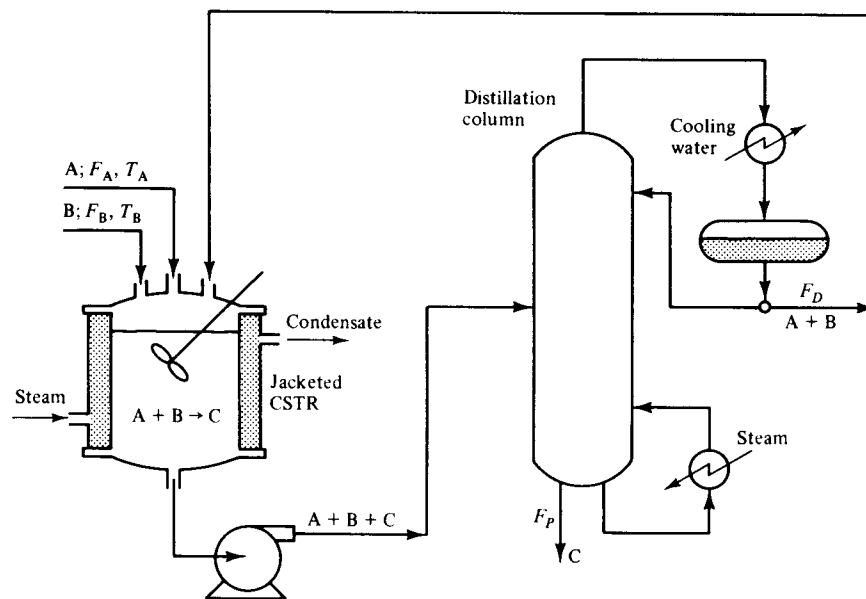 Distillation
column
Cooling
water
A; F_A, T_A
B; F_B, T_B
F_D
A + B
Condensate
Steam
Jacketed
CSTR
A + B → C
Steam
A + B + C
F_P
C